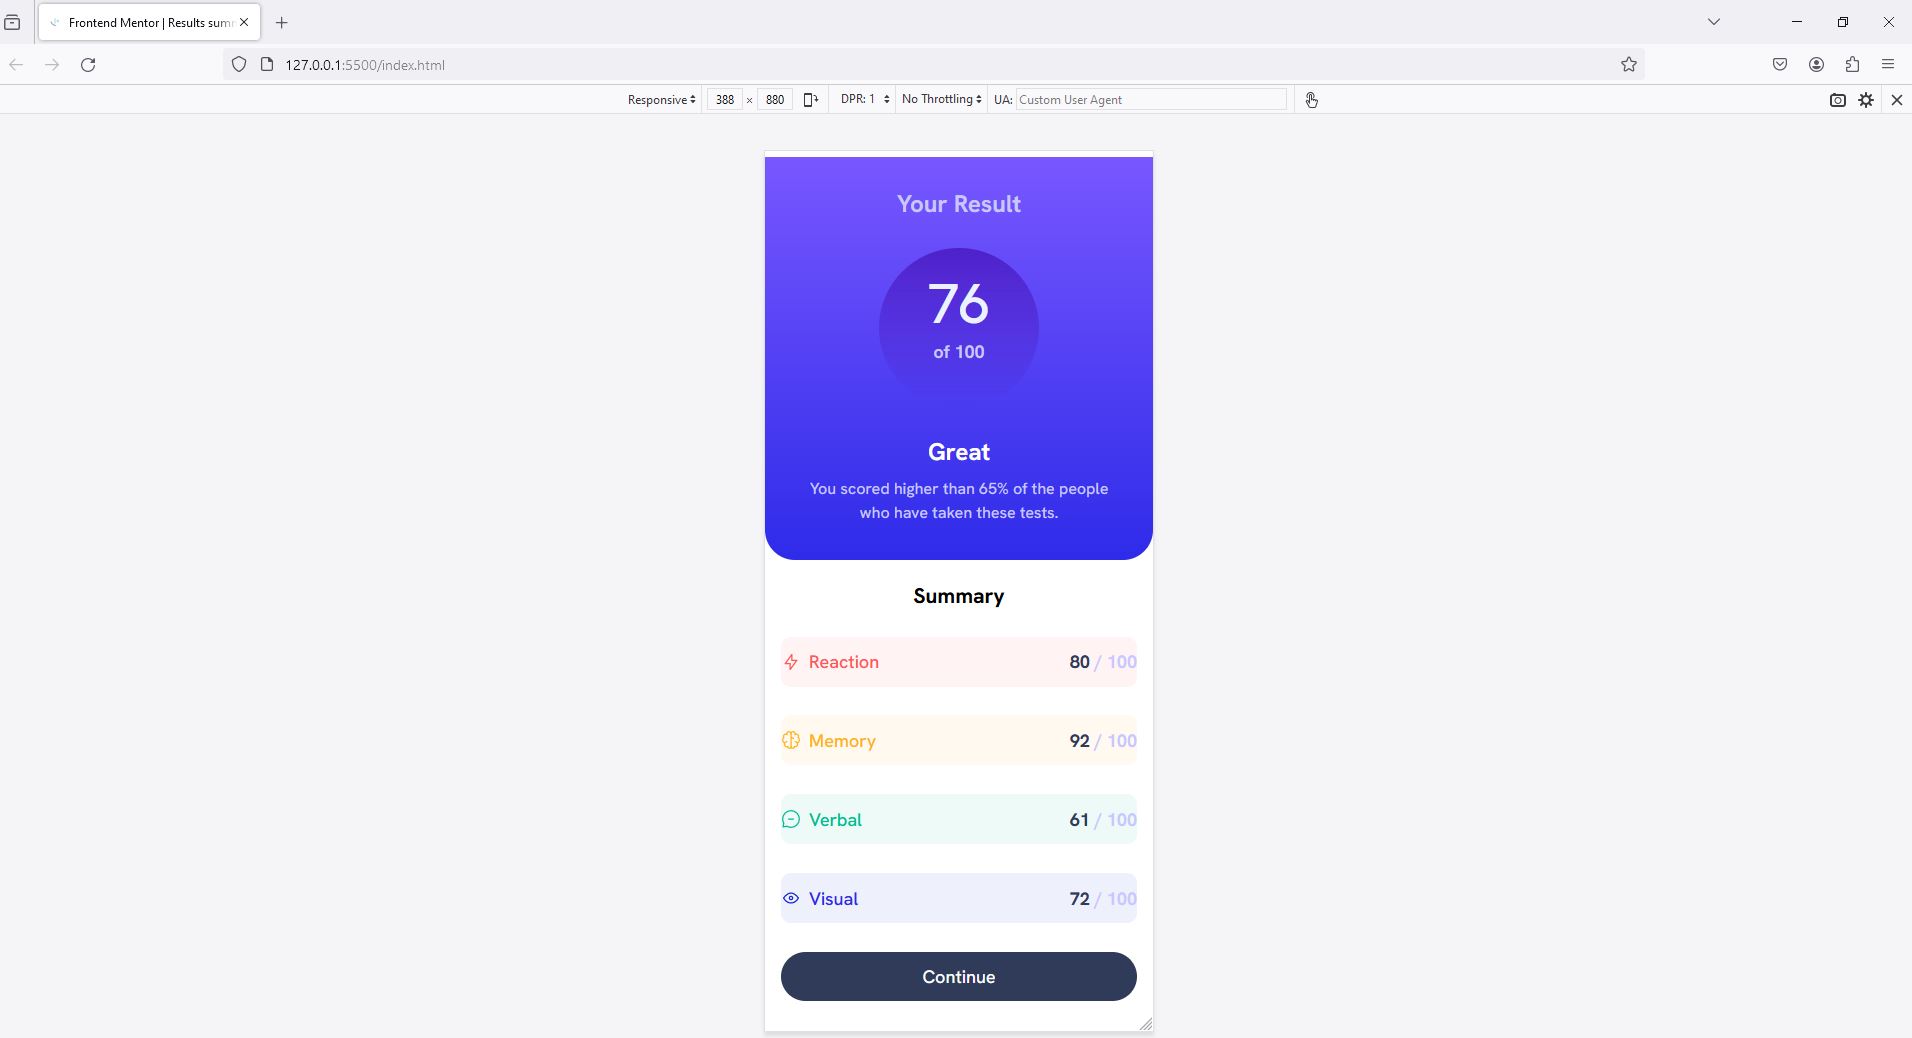 Frontend Mentor | Results sum
127.0.0.1:5500/index.html
Responsive 388 × 880 DPR: 1 No Throttling UA: Custom User Agent
Your Result
76
of 100
Great
You scored higher than 65% of the people
who have taken these tests.
Summary
Reaction 80 / 100
Memory 92 / 100
Verbal 61 / 100
Visual 72 / 100
Continue